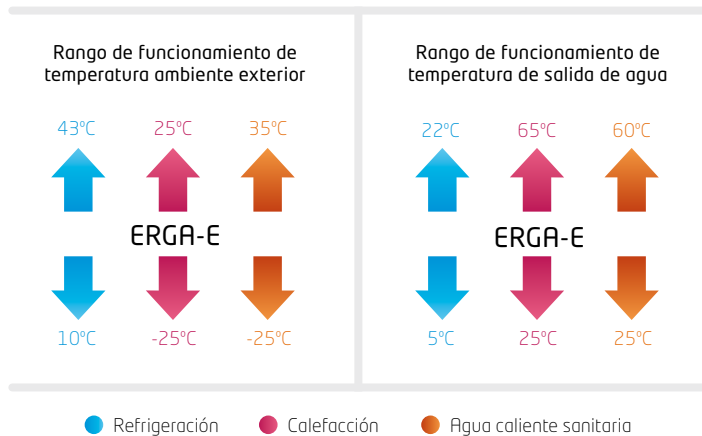 Rango de funcionamiento de
temperatura ambiente exterior
43ºC 25ºC 35ºC
ERGA-E
10ºC -25ºC -25ºC
Rango de funcionamiento de
temperatura de salida de agua
22ºC 65ºC 60ºC
ERGA-E
5ºC 25ºC 25ºC
Refrigeración Calefacción Agua caliente sanitaria